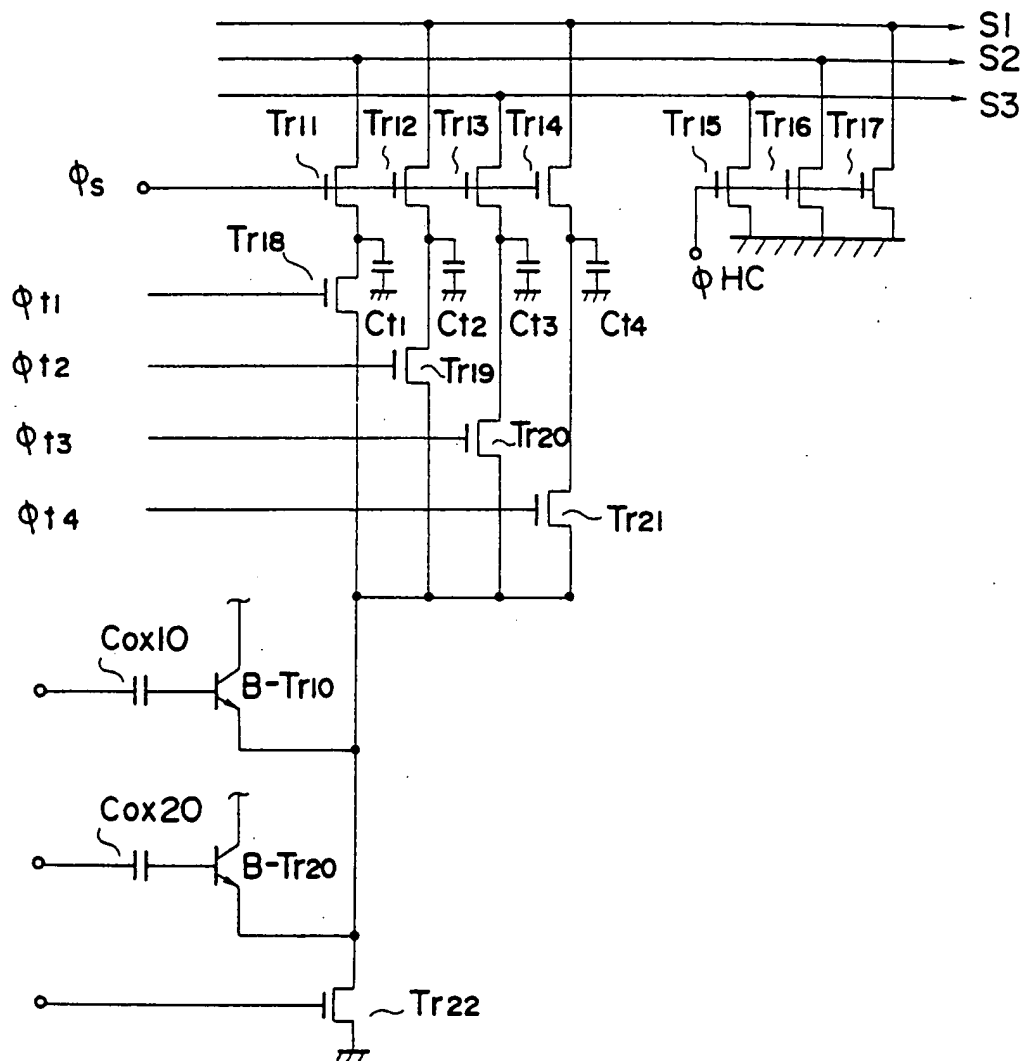 S1
S2
S3
Tr11 Tr12 Tr13 Tr14 Tr15 Tr16 Tr17
ϕs
Tr18
ϕHC
ϕt1
Ct1 Ct2 Ct3 Ct4
ϕt2
Tr19
ϕt3
Tr20
ϕt4
Tr21
Cox10
B-Tr10
Cox20
B-Tr20
Tr22